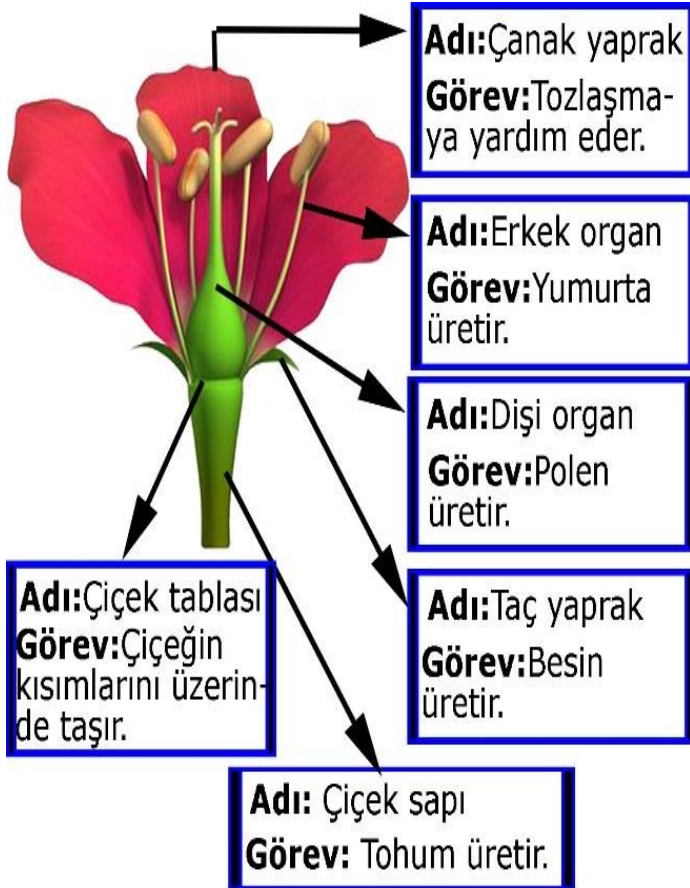 Adı:Çanak yaprak
Görev:Tozlaşma-
ya yardım eder.
Adı:Erkek organ
Görev:Yumurta
üretir.
Adı:Dişi organ
Görev:Polen
üretir.
Adı:Taç yaprak
Görev:Besin
üretir.
Adı:Çiçek tablası
Görev:Çiçeğin
kısımlarını üzerin-
de taşır.
Adı: Çiçek sapı
Görev: Tohum üretir.